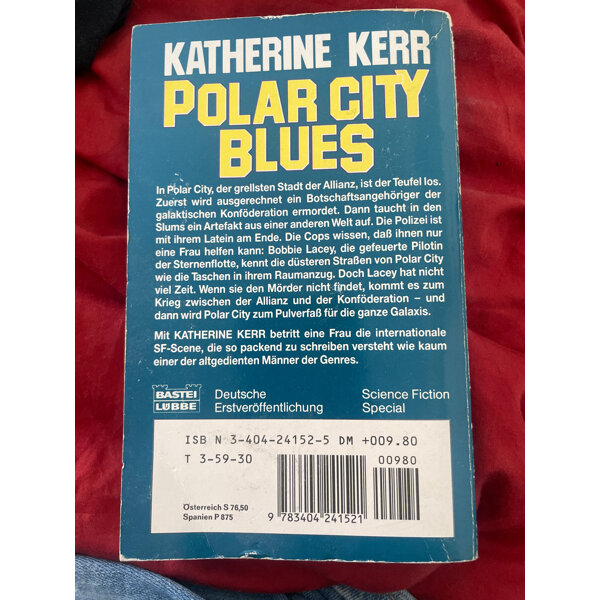 KATHERINE KERR
POLAR CITY
BLUES
In Polar City, der grellsten Stadt der Allianz, ist der Teufel los.
Zuerst wird ausgerechnet ein Botschaftsangehöriger der
galaktischen Konföderation ermordet. Dann taucht in den
Slums ein Artefakt aus einer anderen Welt auf. Die Polizei ist
mit ihrem Latein am Ende. Die Cops wissen, daß ihnen nur
eine Frau helfen kann: Bobbie Lacey, die gefeuerte Pilotin
der Sternenflotte, kennt die düsteren Straßen von Polar City
wie die Taschen in ihrem Raumanzug. Doch Lacey hat nicht
viel Zeit. Wenn sie den Mörder nicht findet, kommt es zum
Krieg zwischen der Allianz und der Konföderation – und
dann wird Polar City zum Pulverfaß für die ganze Galaxis.
Mit KATHERINE KERR betritt eine Frau die internationale
SF-Scene, die so packend zu schreiben versteht wie kaum
einer der altgedienten Männer der Genres.
BASTEI
LÜBBE
Deutsche
Erstveröffentlichung
Science Fiction
Special
ISBN 3-404-24152-5 DM +009.80
T 3-59-30
00980
Österreich S 76,50
Spanien P 875
9 783404 241521